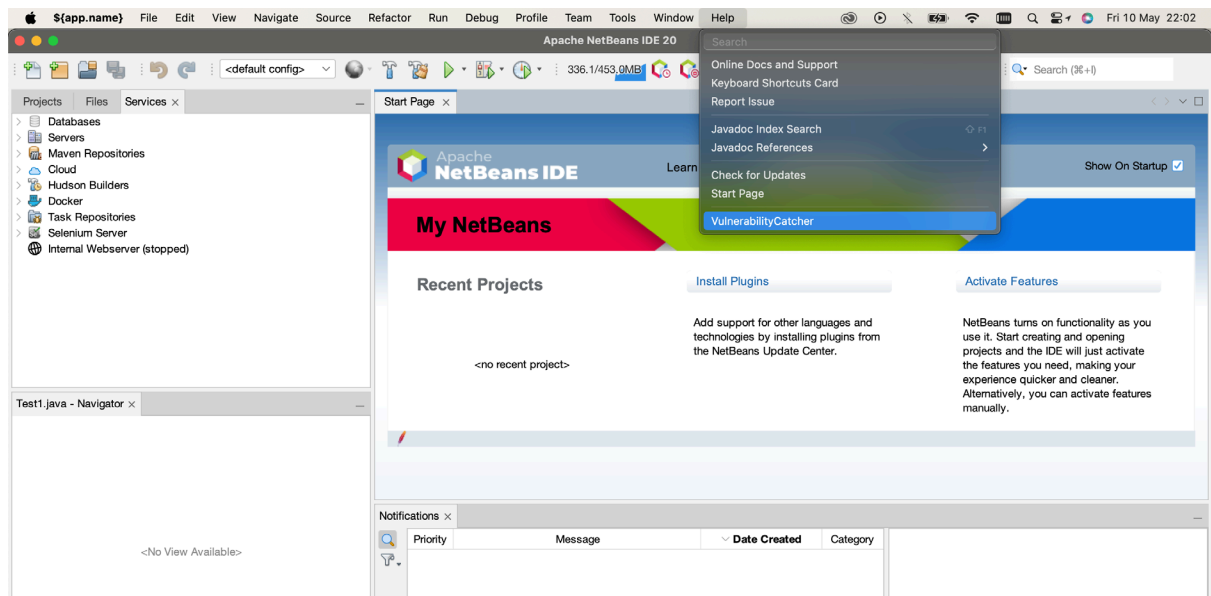 ${app.name} File Edit View Navigate Source Refactor Run Debug Profile Team Tools Window Help Fri 10 May 22:02
Apache NetBeans IDE 20
<default config> 336.1/453.0MB Search (⌘+I)
Search
Online Docs and Support
Keyboard Shortcuts Card
Report Issue
Javadoc Index Search ⇧ F1
Javadoc References
Check for Updates
Start Page
VulnerabilityCatcher
Projects Files Services
Databases
Servers
Maven Repositories
Cloud
Hudson Builders
Docker
Task Repositories
Selenium Server
Internal Webserver (stopped)
Test1.java - Navigator
<No View Available>
Start Page
Apache
NetBeans IDE
Learn
Show On Startup
My NetBeans
Recent Projects
<no recent project>
Install Plugins
Add support for other languages and
technologies by installing plugins from
the NetBeans Update Center.
Activate Features
NetBeans turns on functionality as you
use it. Start creating and opening
projects and the IDE will just activate
the features you need, making your
experience quicker and cleaner.
Alternatively, you can activate features
manually.
Notifications
Priority Message Date Created Category